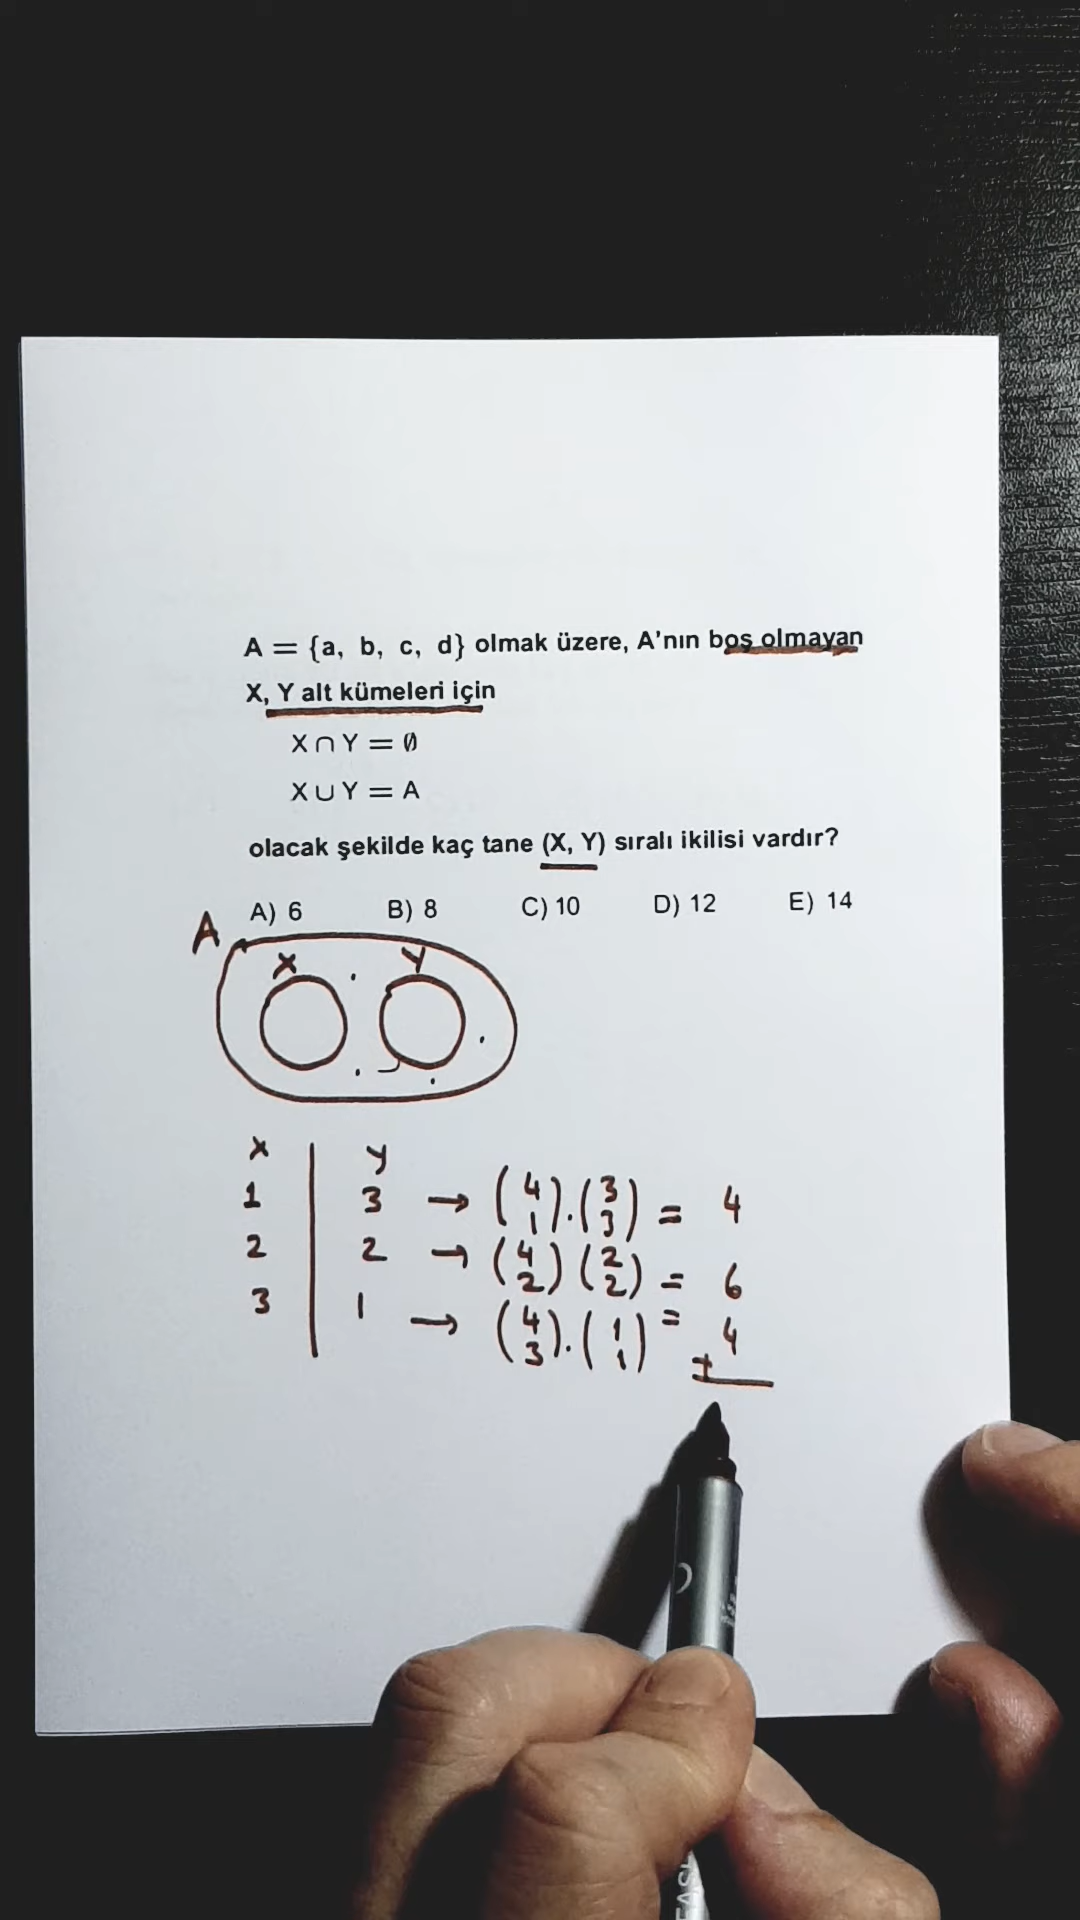 A = {a, b, c, d} olmak üzere, A'nın boş olmayan
X, Y alt kümeleri için
X∩Y = ∅
X∪Y = A
olacak şekilde kaç tane (X, Y) sıralı ikilisi vardır?
A) 6 B) 8 C) 10 D) 12 E) 14
A
X Y
x | y
1 | 3 → (4 1).(3 3) = 4
2 | 2 → (4 2)(2 2) = 6
3 | 1 → (4 3).(1 1) = 4
+